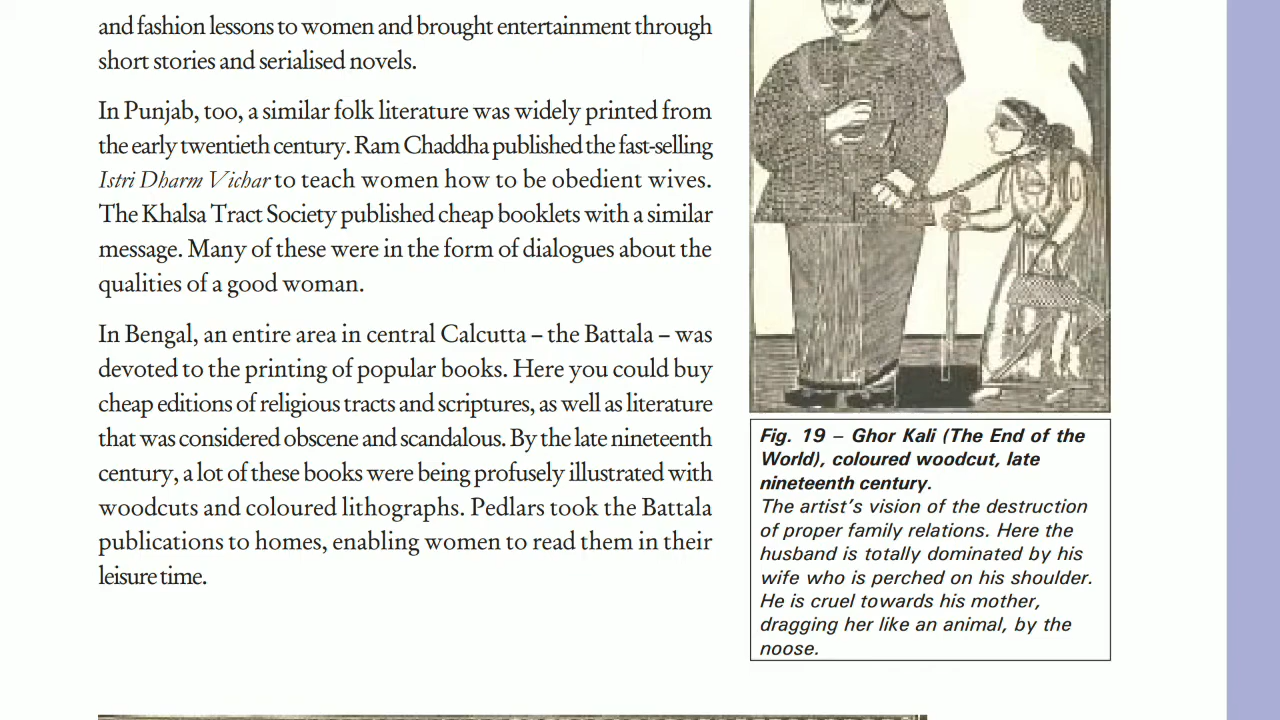 and fashion lessons to women and brought entertainment through
short stories and serialised novels.
In Punjab, too, a similar folk literature was widely printed from
the early twentieth century. Ram Chaddha published the fast-selling
Istri Dharm Vichar to teach women how to be obedient wives.
The Khalsa Tract Society published cheap booklets with a similar
message. Many of these were in the form of dialogues about the
qualities of a good woman.
In Bengal, an entire area in central Calcutta – the Battala – was
devoted to the printing of popular books. Here you could buy
cheap editions of religious tracts and scriptures, as well as literature
that was considered obscene and scandalous. By the late nineteenth
century, a lot of these books were being profusely illustrated with
woodcuts and coloured lithographs. Pedlars took the Battala
publications to homes, enabling women to read them in their
leisure time.
Fig. 19 – Ghor Kali (The End of the
World), coloured woodcut, late
nineteenth century.
The artist's vision of the destruction
of proper family relations. Here the
husband is totally dominated by his
wife who is perched on his shoulder.
He is cruel towards his mother,
dragging her like an animal, by the
noose.